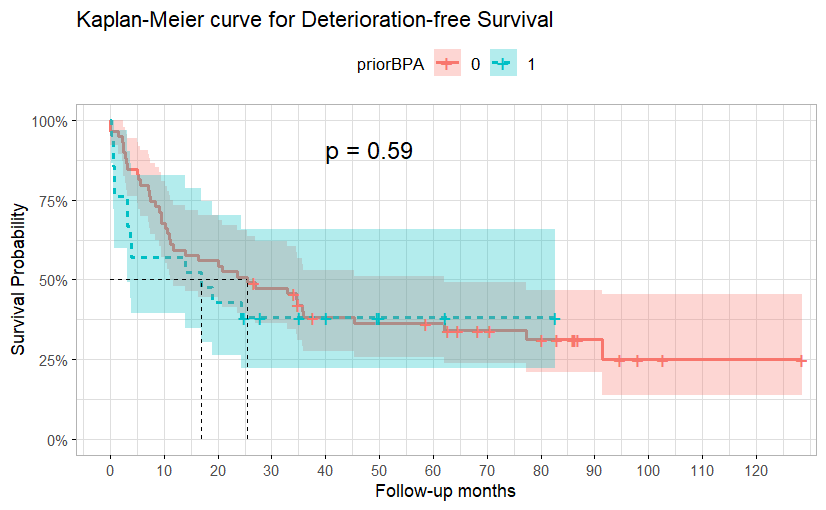 Kaplan-Meier curve for Deterioration-free Survival
priorBPA 0 1
100%
75%
50%
25%
0%
Survival Probability
p = 0.59
0 10 20 30 40 50 60 70 80 90 100 110 120
Follow-up months